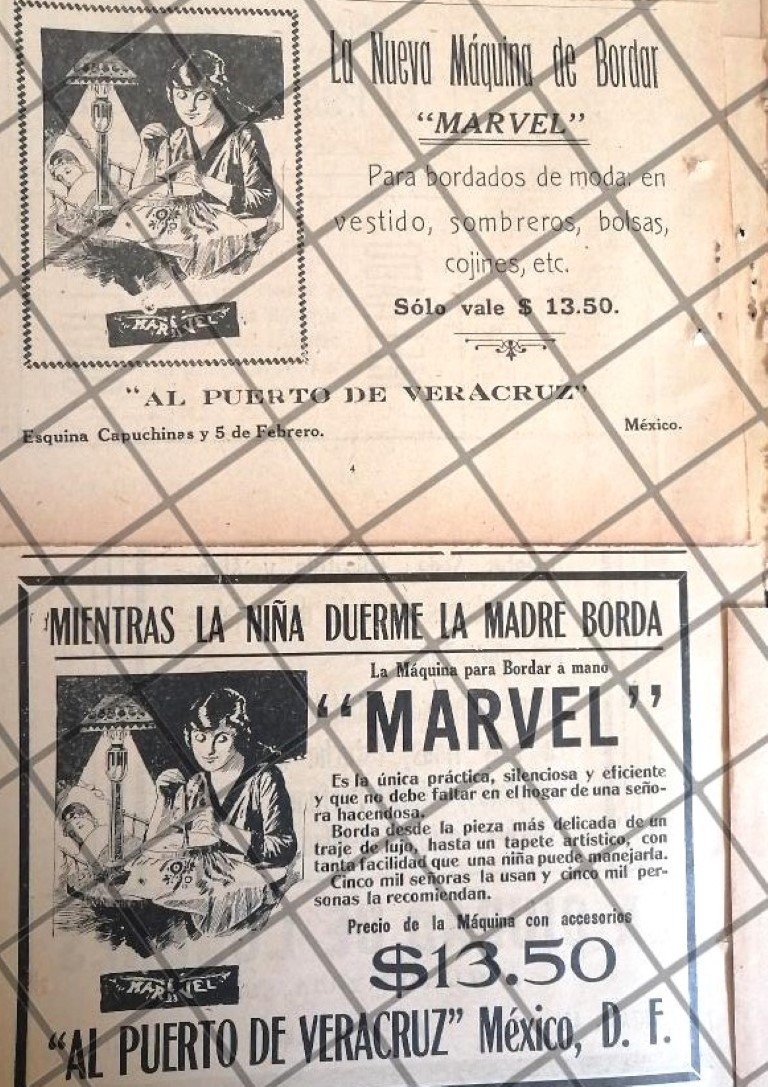 La Nueva Máquina de Bordar
"MARVEL"
Para bordados de moda: en
vestido, sombreros, bolsas,
cojines, etc.
Sólo vale $ 13.50.
MARVEL
"AL PUERTO DE VERACRUZ"
Esquina Capuchinas y 5 de Febrero.
México.
4
MIENTRAS LA NIÑA DUERME LA MADRE BORDA
La Máquina para Bordar à mano
"MARVEL"
Es la única práctica, silenciosa y eficiente
y que no debe faltar en el hogar de una seño-
ra hacendosa.
Borda desde la pieza más delicada de un
traje de lujo, hasta un tapete artístico, con
tanta facilidad que una niña puede manejarla.
Cinco mil señoras la usan y cinco mil per-
sonas la recomiendan.
Precio de la Máquina con accesorios
$13.50
MARVEL
"AL PUERTO DE VERACRUZ" México, D. F.